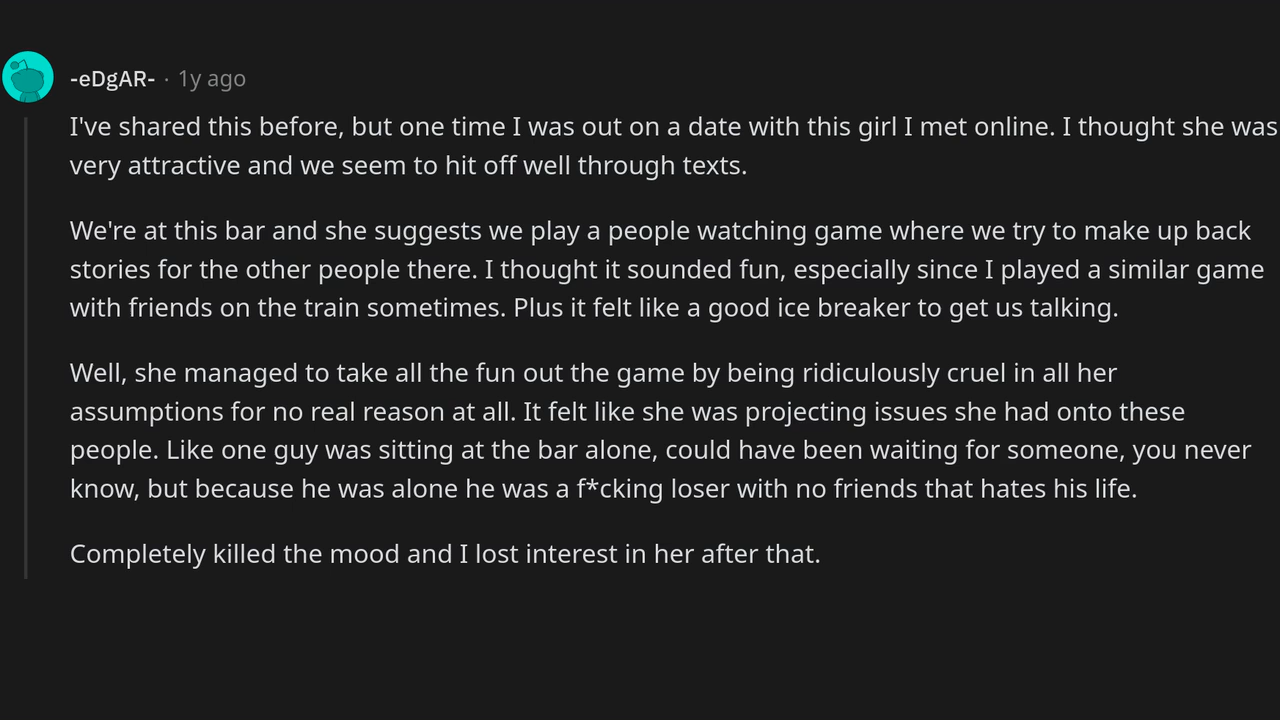 -eDgAR- · 1y ago
I've shared this before, but one time I was out on a date with this girl I met online. I thought she was
very attractive and we seem to hit off well through texts.
We're at this bar and she suggests we play a people watching game where we try to make up back
stories for the other people there. I thought it sounded fun, especially since I played a similar game
with friends on the train sometimes. Plus it felt like a good ice breaker to get us talking.
Well, she managed to take all the fun out the game by being ridiculously cruel in all her
assumptions for no real reason at all. It felt like she was projecting issues she had onto these
people. Like one guy was sitting at the bar alone, could have been waiting for someone, you never
know, but because he was alone he was a f*cking loser with no friends that hates his life.
Completely killed the mood and I lost interest in her after that.